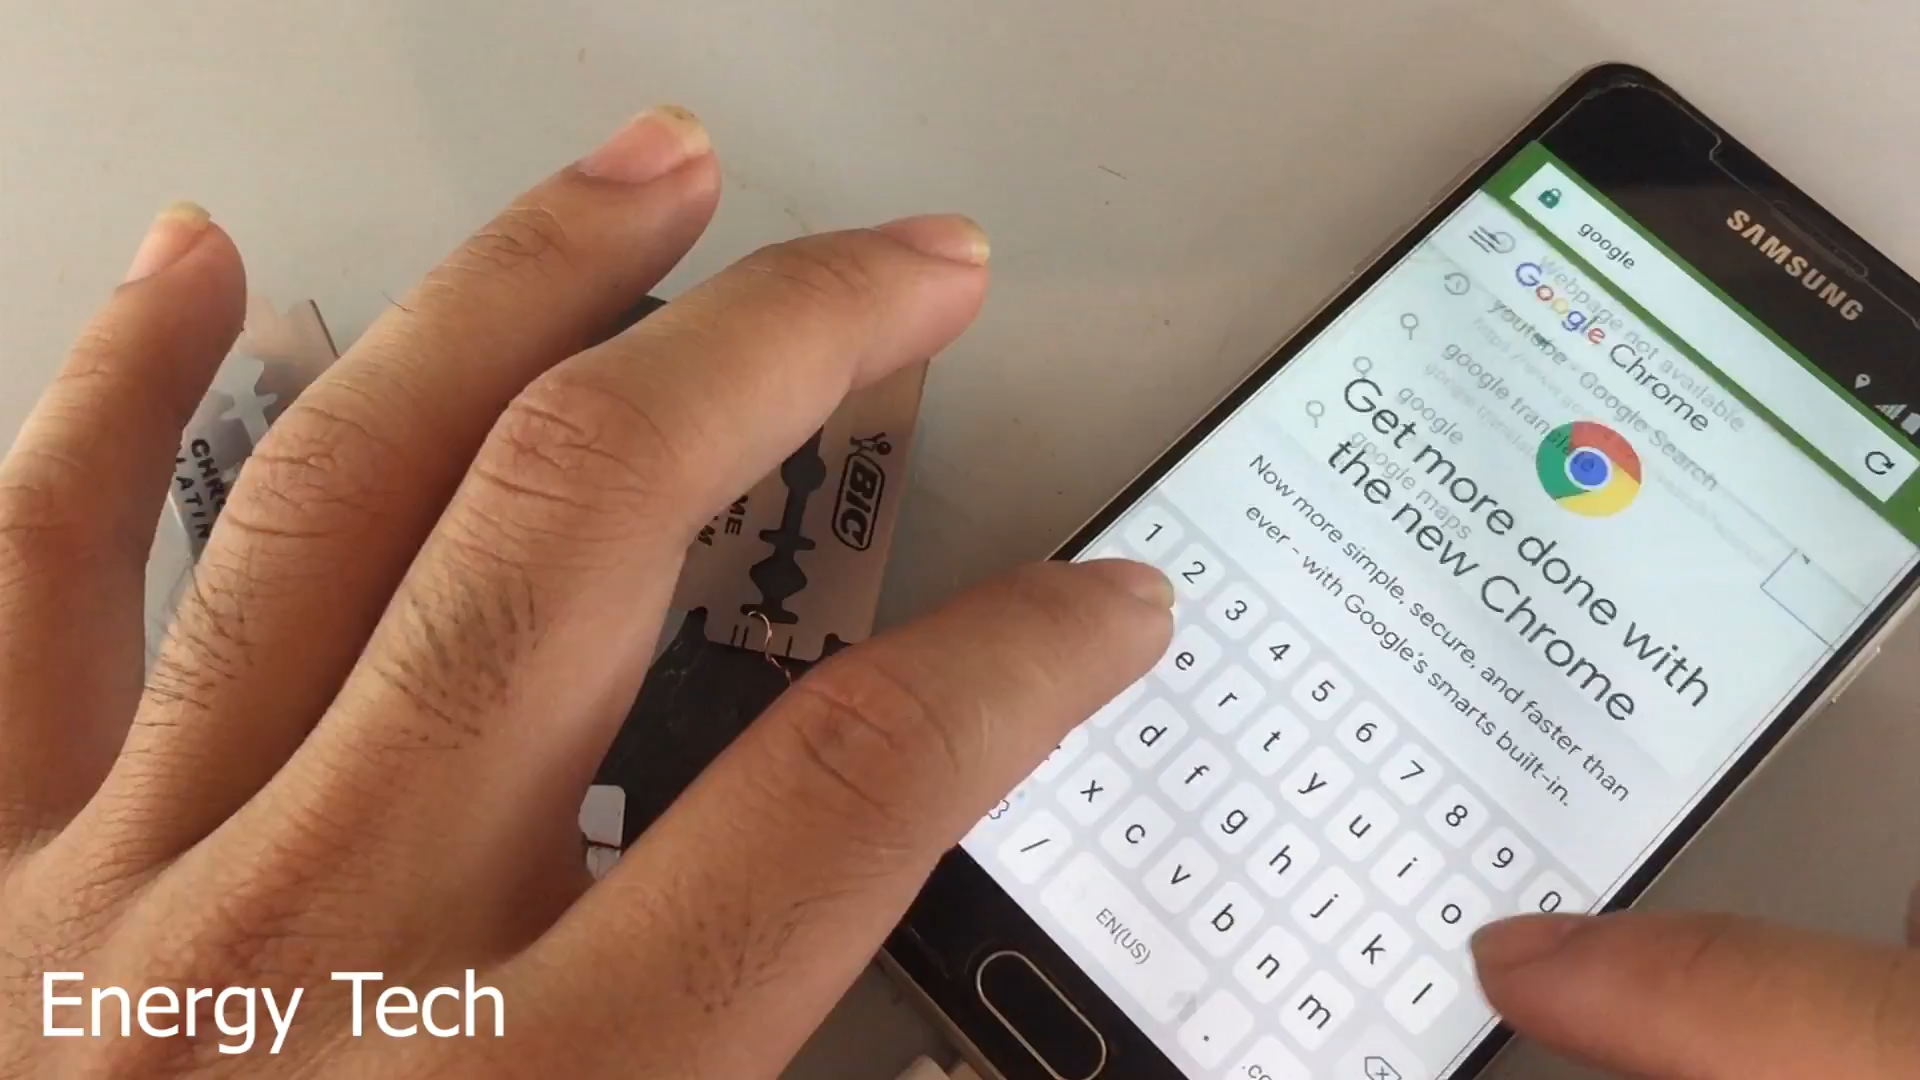 SAMSUNG
google
Webpage not available
Google Chrome
youtube - Google Search
google translate
google
google maps
Get more done with
the new Chrome
Now more simple, secure, and faster than
ever - with Google's smarts built-in.
1 2 3 4 5 6 7 8 9 0
e r t y u i o
d f g h j k l
x c v b n m
/ EN(US) .
BIC
Energy Tech